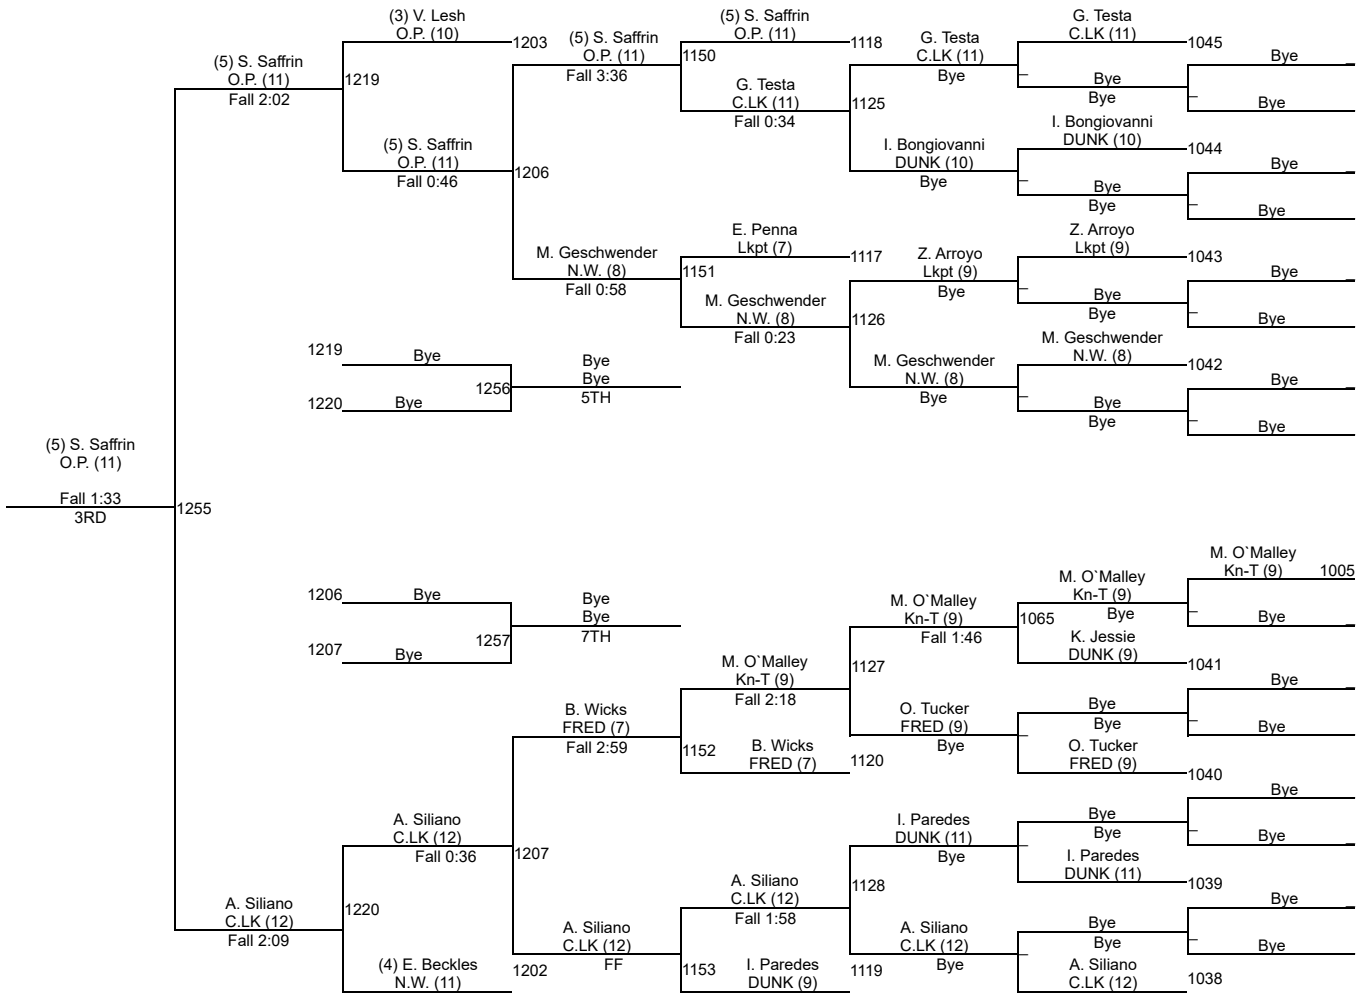 (3) V. Lesh
O.P. (10)
1203
(5) S. Saffrin
O.P. (11)
Fall 3:36
(5) S. Saffrin
O.P. (11)
1118
G. Testa
C.LK (11)
Bye
G. Testa
C.LK (11)
1045
Bye
(5) S. Saffrin
O.P. (11)
Fall 2:02
1219
1150
G. Testa
C.LK (11)
Fall 0:34
1125
Bye
Bye
Bye
(5) S. Saffrin
O.P. (11)
Fall 0:46
1206
I. Bongiovanni
DUNK (10)
Bye
I. Bongiovanni
DUNK (10)
1044
Bye
Bye
Bye
Bye
M. Geschwender
N.W. (8)
Fall 0:58
E. Penna
Lkpt (7)
1117
Z. Arroyo
Lkpt (9)
Bye
Z. Arroyo
Lkpt (9)
1043
Bye
1151
M. Geschwender
N.W. (8)
Fall 0:23
1126
Bye
Bye
Bye
1219
Bye
1256
1220
Bye
Bye
Bye
5TH
M. Geschwender
N.W. (8)
Bye
M. Geschwender
N.W. (8)
1042
Bye
Bye
Bye
Bye
(5) S. Saffrin
O.P. (11)
Fall 1:33
3RD
1255
M. O`Malley
Kn-T (9)
1005
1206
Bye
1257
1207
Bye
Bye
Bye
7TH
M. O`Malley
Kn-T (9)
Fall 1:46
M. O`Malley
Kn-T (9)
Bye
Bye
1065
K. Jessie
DUNK (9)
1041
M. O`Malley
Kn-T (9)
Fall 2:18
1127
Bye
B. Wicks
FRED (7)
Fall 2:59
O. Tucker
FRED (9)
Bye
Bye
Bye
Bye
1152
B. Wicks
FRED (7)
1120
O. Tucker
FRED (9)
1040
Bye
A. Siliano
C.LK (12)
Fall 0:36
1207
I. Paredes
DUNK (11)
Bye
Bye
Bye
Bye
I. Paredes
DUNK (11)
1039
A. Siliano
C.LK (12)
Fall 2:09
1220
A. Siliano
C.LK (12)
Fall 1:58
1128
Bye
A. Siliano
C.LK (12)
FF
A. Siliano
C.LK (12)
Bye
Bye
Bye
Bye
(4) E. Beckles
N.W. (11)
1202
1153
I. Paredes
DUNK (9)
1119
A. Siliano
C.LK (12)
1038